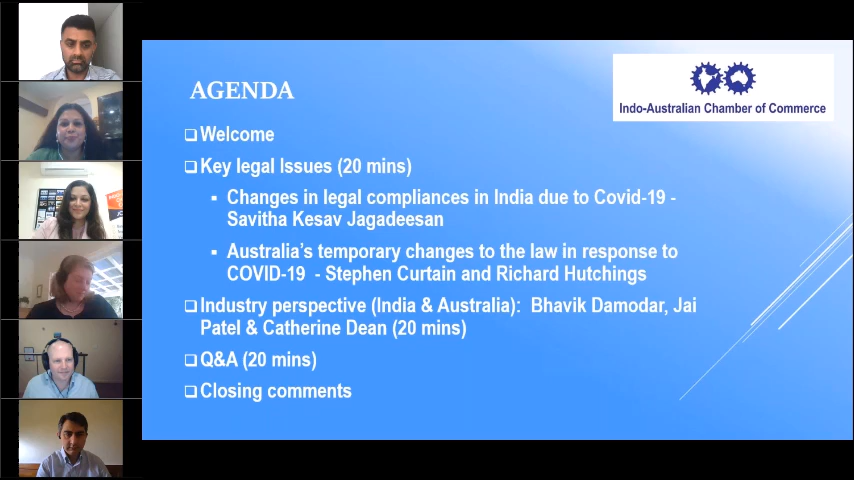 AGENDA
Indo-Australian Chamber of Commerce
Welcome
Key legal Issues (20 mins)
Changes in legal compliances in India due to Covid-19 -
Savitha Kesav Jagadeesan
Australia's temporary changes to the law in response to
COVID-19 - Stephen Curtain and Richard Hutchings
Industry perspective (India & Australia): Bhavik Damodar, Jai
Patel & Catherine Dean (20 mins)
Q&A (20 mins)
Closing comments